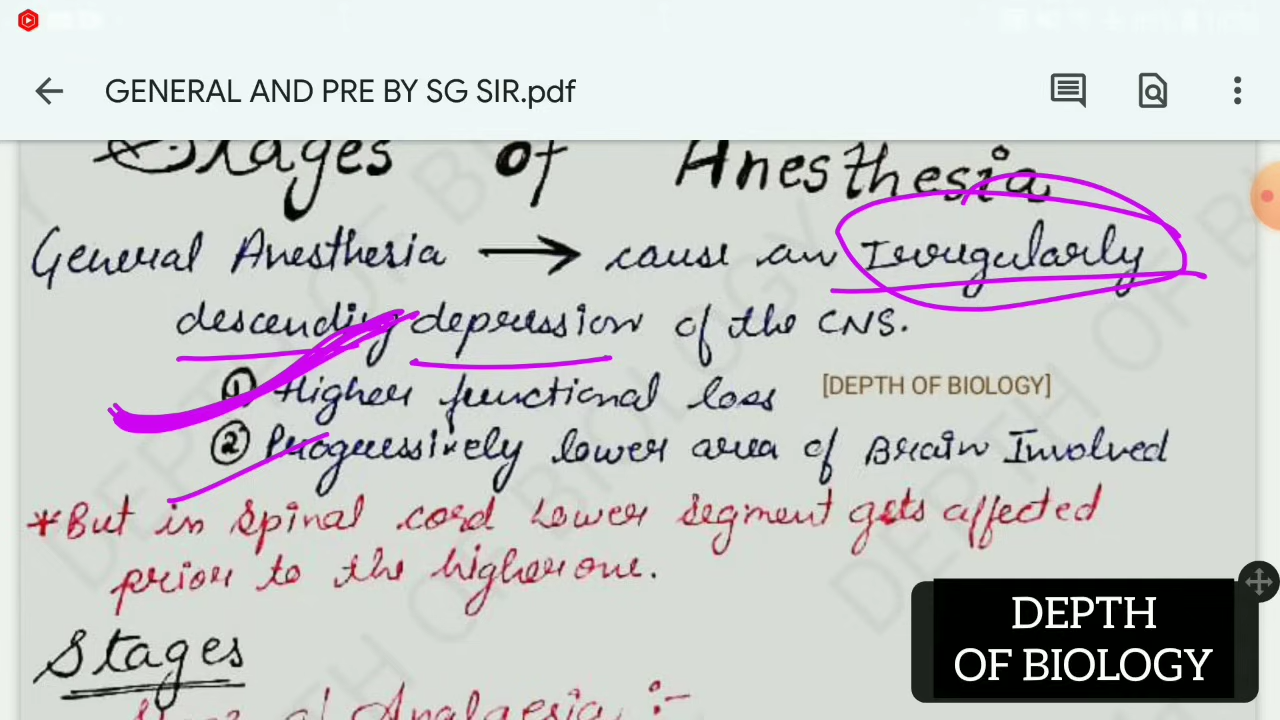 GENERAL AND PRE BY SG SIR.pdf
Stages of Anesthesia
General Anesthesia → cause an Irregularly
descending depression of the CNS.
① Higher functional loss [DEPTH OF BIOLOGY]
② Progressively lower area of Brain Involved
*But in spinal cord lower segment gets affected
prior to the higher one.
Stages
of Analgesia :-
DEPTH
OF BIOLOGY